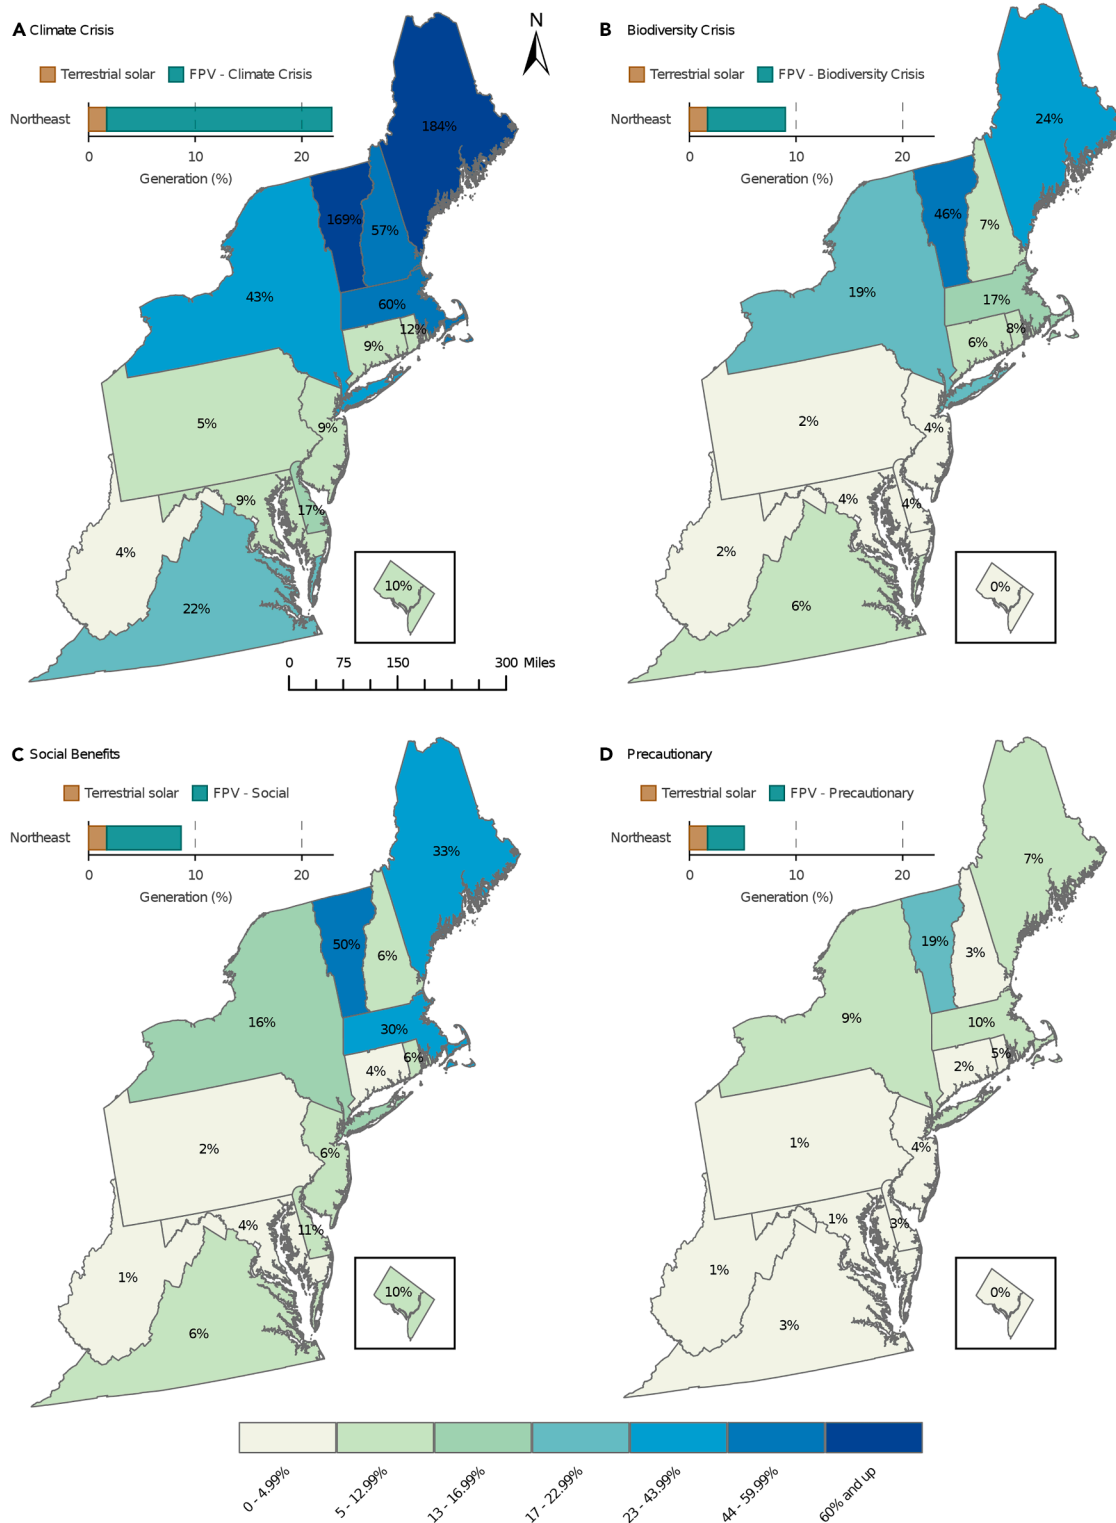 A Climate Crisis
Terrestrial solar
FPV - Climate Crisis
Northeast
0
10
20
Generation (%)
N
184%
169%
57%
43%
60%
12%
9%
5%
9%
9%
17%
4%
22%
10%
0 75 150 300 Miles
B Biodiversity Crisis
Terrestrial solar
FPV - Biodiversity Crisis
Northeast
0
10
20
Generation (%)
24%
46%
7%
19%
17%
8%
6%
2%
4%
4%
4%
2%
6%
0%
C Social Benefits
Terrestrial solar
FPV - Social
Northeast
0
10
20
Generation (%)
33%
50%
6%
16%
30%
6%
4%
2%
6%
4%
11%
1%
6%
10%
D Precautionary
Terrestrial solar
FPV - Precautionary
Northeast
0
10
20
Generation (%)
7%
19%
3%
9%
10%
5%
2%
1%
4%
1%
3%
1%
3%
0%
0 - 4.99%
5 - 12.99%
13 - 16.99%
17 - 22.99%
23 - 43.99%
44 - 59.99%
60% and up